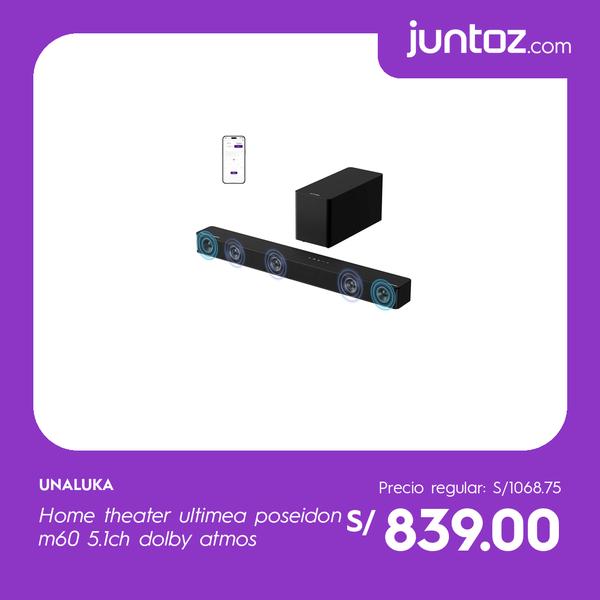 juntoz.com
UNALUKA
Home theater ultimea poseidon
m60 5.1ch dolby atmos
Precio regular: S/1068.75
S/ 839.00